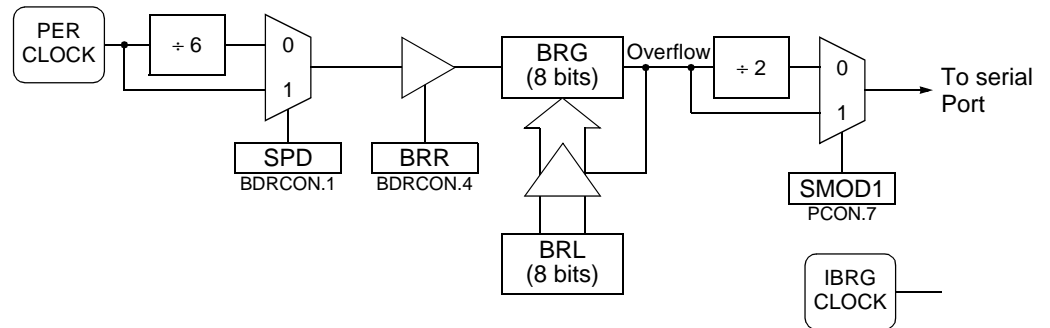 PER
CLOCK
÷ 6
0
1
SPD
BDRCON.1
BRR
BDRCON.4
BRG
(8 bits)
Overflow
÷ 2
0
1
To serial
Port
SMOD1
PCON.7
BRL
(8 bits)
IBRG
CLOCK